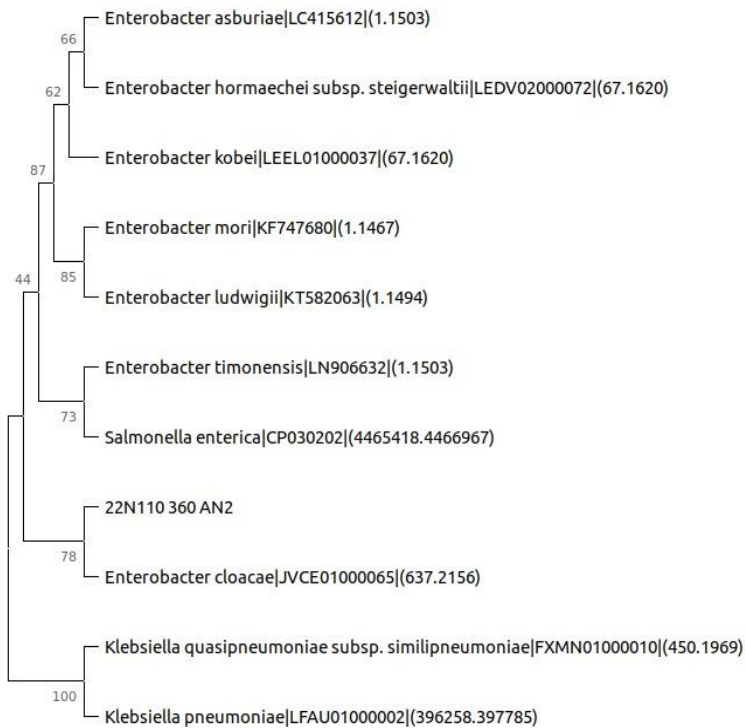 Enterobacter asburiae|LC415612|(1.1503)
66
Enterobacter hormaechei subsp. steigerwaltii|LEDV02000072|(67.1620)
62
Enterobacter kobei|LEEL01000037|(67.1620)
87
Enterobacter mori|KF747680|(1.1467)
85
44
Enterobacter ludwigii|KT582063|(1.1494)
Enterobacter timonensis|LN906632|(1.1503)
73
Salmonella enterica|CP030202|(4465418.4466967)
22N110 360 AN2
78
Enterobacter cloacae|JVCE01000065|(637.2156)
Klebsiella quasipneumoniae subsp. similipneumoniae|FXMN01000010|(450.1969)
100
Klebsiella pneumoniae|LFAU01000002|(396258.397785)